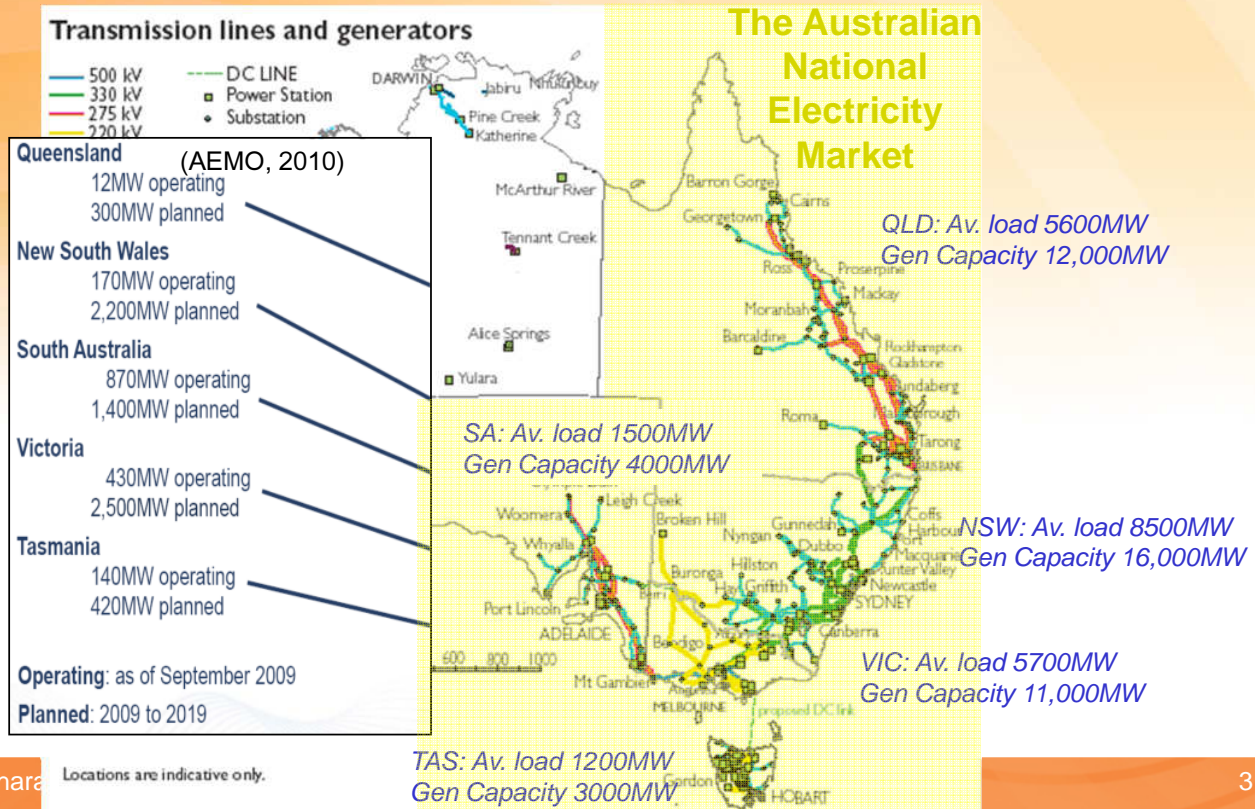 The Australian
National
Electricity
Market
Transmission lines and generators
500 kV
330 kV
275 kV
220 kV
DC LINE
Power Station
Substation
(AEMO, 2010)
Queensland
12MW operating
300MW planned
New South Wales
170MW operating
2,200MW planned
South Australia
870MW operating
1,400MW planned
Victoria
430MW operating
2,500MW planned
Tasmania
140MW operating
420MW planned
Operating: as of September 2009
Planned: 2009 to 2019
DARWIN
Jabiru
Pine Creek
Katherine
McArthur River
Tennant Creek
Alice Springs
Yulara
Barron Gorge
Cairns
Georgetown
QLD: Av. load 5600MW
Gen Capacity 12,000MW
Ross
Proserpine
Mackay
Moranbah
Barcaldine
Rockhampton
Gladstone
Roma
Tarong
BRISBANE
SA: Av. load 1500MW
Gen Capacity 4000MW
Leigh Creek
Woomera
Broken Hill
Gunnedah
Coffs
Harbour
Nyngan
Dubbo
Port
Macquarie
NSW: Av. load 8500MW
Gen Capacity 16,000MW
Whyalla
Hillston
Hunter Valley
Buronga
Hay
Griffith
Newcastle
SYDNEY
Port Lincoln
Berri
ADELAIDE
Bendigo
Canberra
600 800 1000
Mt Gambier
MELBOURNE
VIC: Av. load 5700MW
Gen Capacity 11,000MW
proposed DC link
TAS: Av. load 1200MW
Gen Capacity 3000MW
Gordon
HOBART
Locations are indicative only.
3